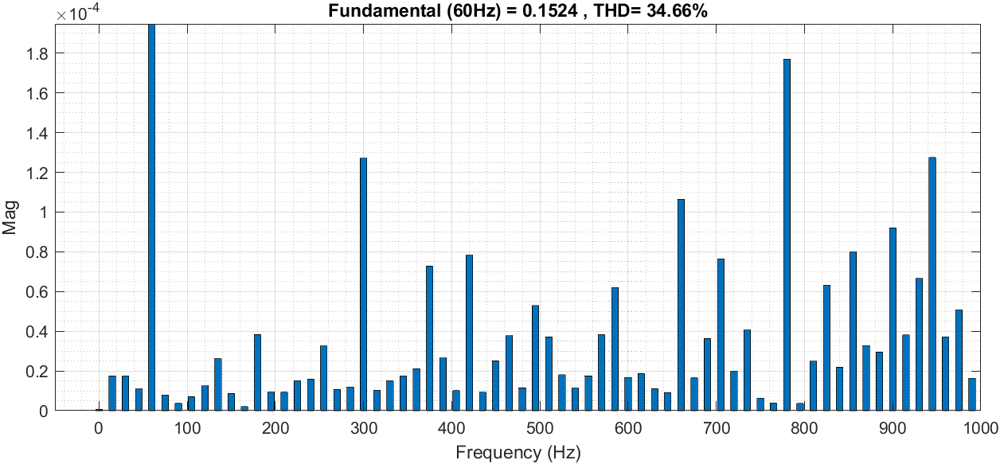 Fundamental (60Hz) = 0.1524 , THD= 34.66%
×10⁻⁴
1.8
1.6
1.4
1.2
1
0.8
0.6
0.4
0.2
0
Mag
0 100 200 300 400 500 600 700 800 900 1000
Frequency (Hz)